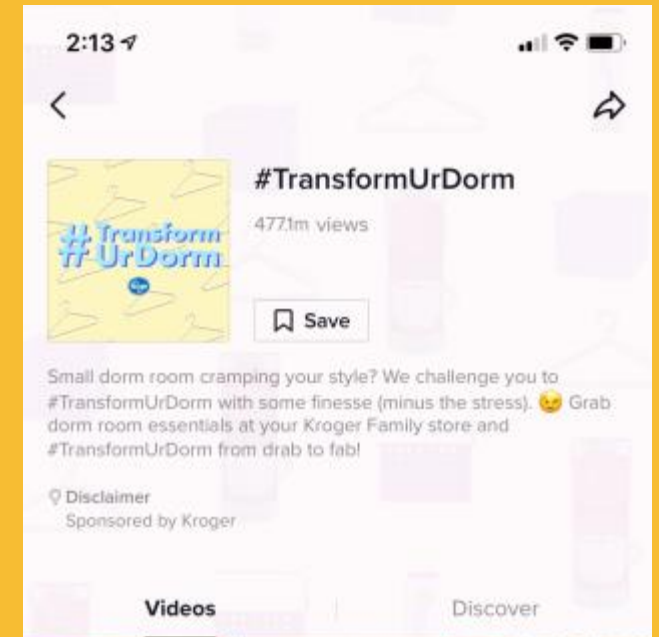 2:13
#TransformUrDorm
477.1m views
# Transform
UrDorm
Kroger
Save
Small dorm room cramping your style? We challenge you to
#TransformUrDorm with some finesse (minus the stress). 😉 Grab
dorm room essentials at your Kroger Family store and
#TransformUrDorm from drab to fab!
Disclaimer
Sponsored by Kroger
Videos
Discover